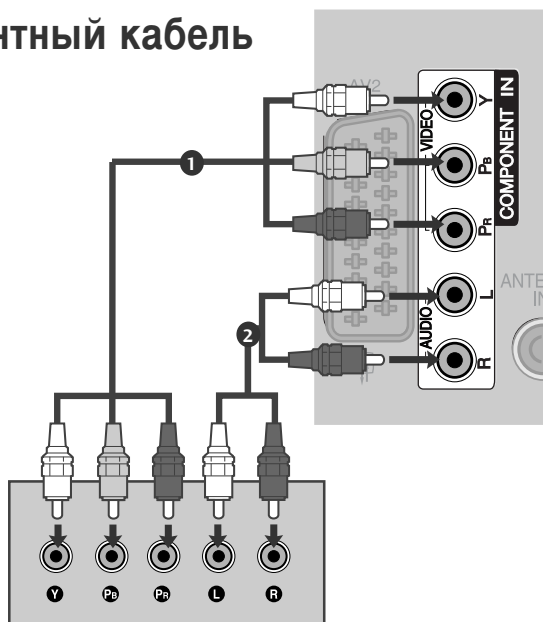 нтный кабель
AV2
COMPONENT IN
VIDEO
Y
PB
PR
AUDIO
L
R
ANTE
IN
1
2
Y
PB
PR
L
R